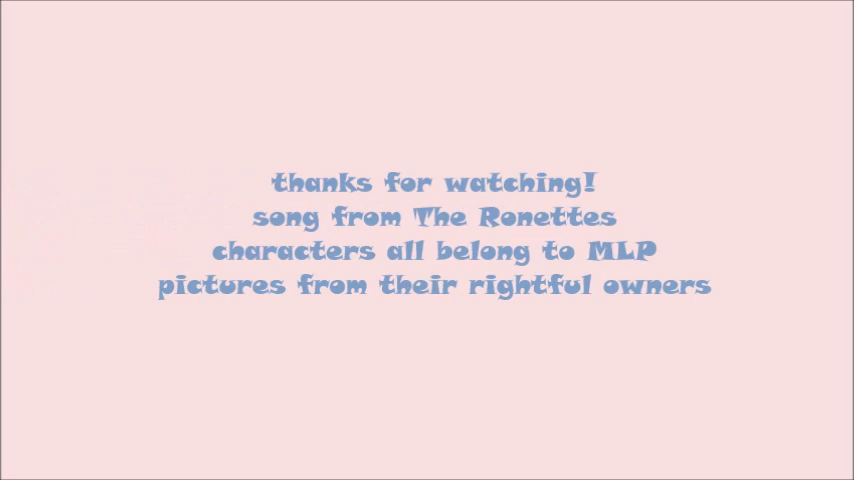 thanks for watching!
song from The Ronettes
characters all belong to MLP
pictures from their rightful owners